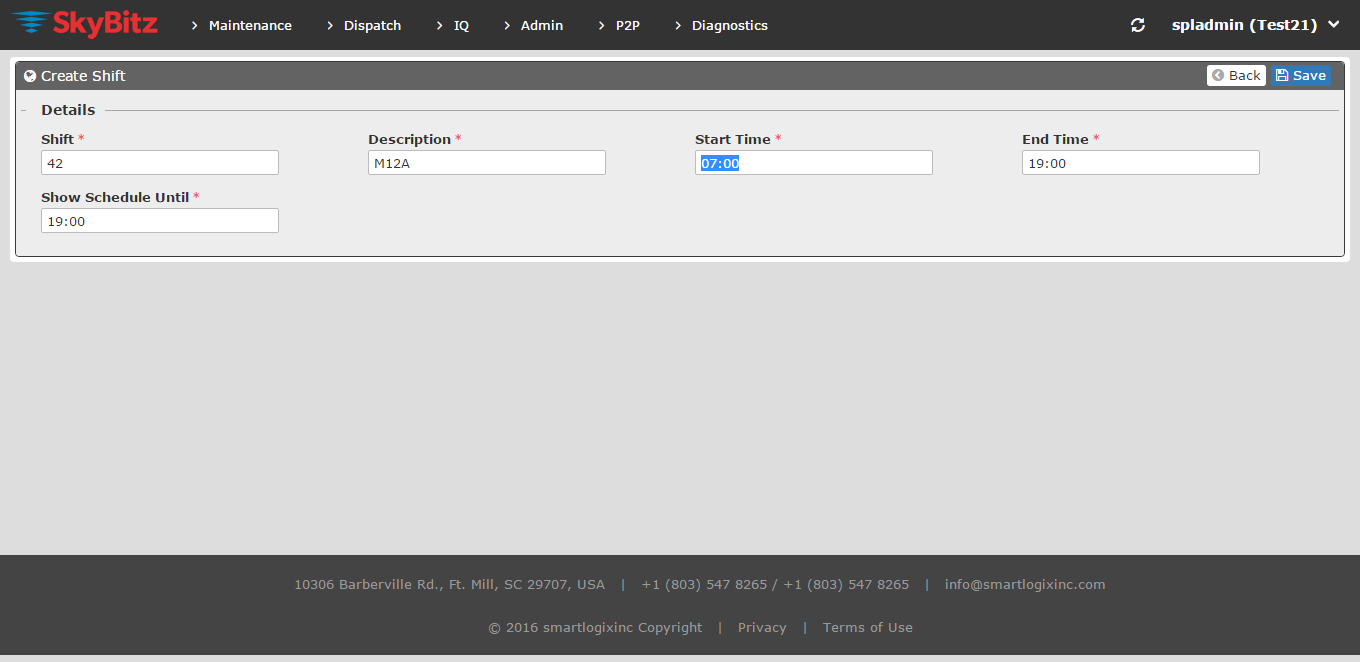 SkyBitz Maintenance Dispatch IQ Admin P2P Diagnostics spladmin (Test21)
Create Shift Back Save
Details
Shift * Description * Start Time * End Time *
42 M12A 07:00 19:00
Show Schedule Until *
19:00
10306 Barberville Rd., Ft. Mill, SC 29707, USA | +1 (803) 547 8265 / +1 (803) 547 8265 | info@smartlogixinc.com
© 2016 smartlogixinc Copyright | Privacy | Terms of Use